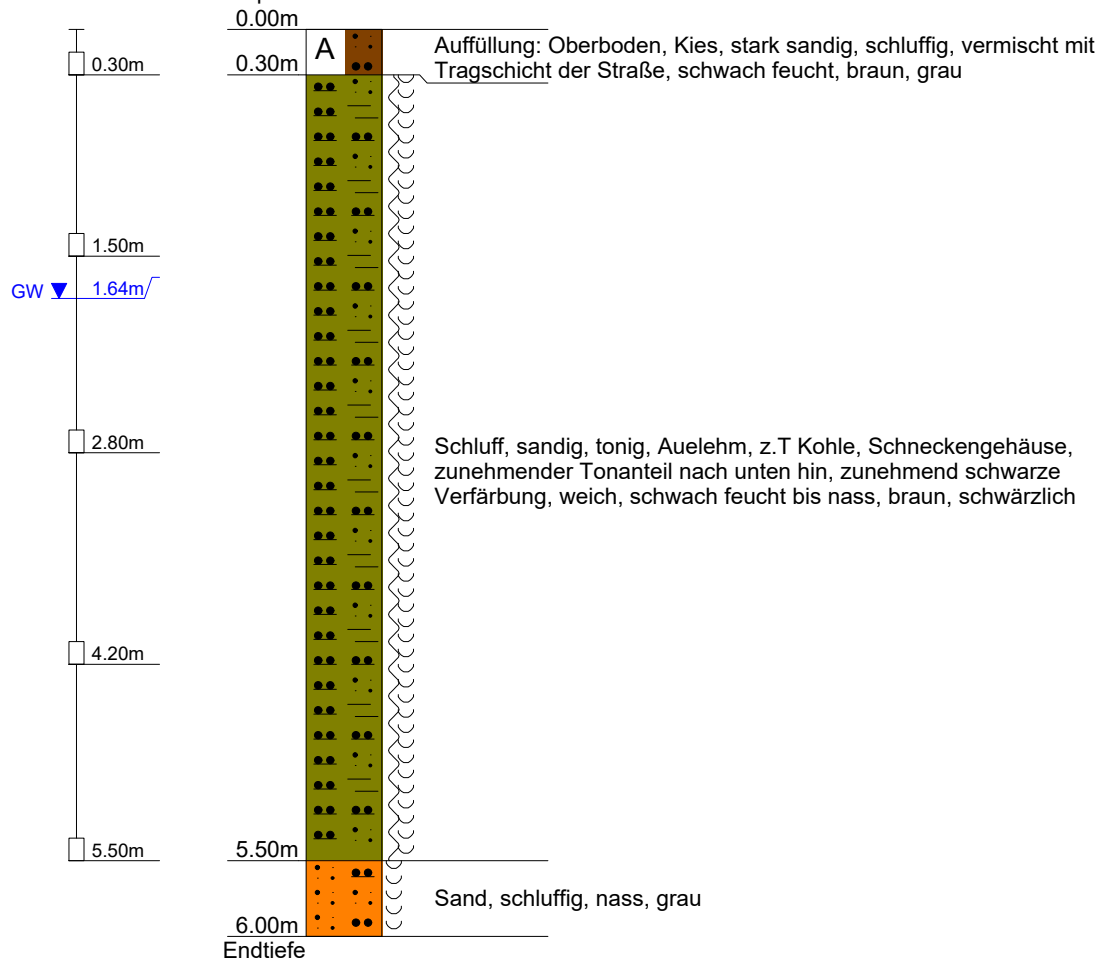 0.00m
A
Auffüllung: Oberboden, Kies, stark sandig, schluffig, vermischt mit
Tragschicht der Straße, schwach feucht, braun, grau
0.30m
0.30m
1.50m
GW 1.64m
2.80m
Schluff, sandig, tonig, Auelehm, z.T Kohle, Schneckengehäuse,
zunehmender Tonanteil nach unten hin, zunehmend schwarze
Verfärbung, weich, schwach feucht bis nass, braun, schwärzlich
4.20m
5.50m
5.50m
Sand, schluffig, nass, grau
6.00m
Endtiefe